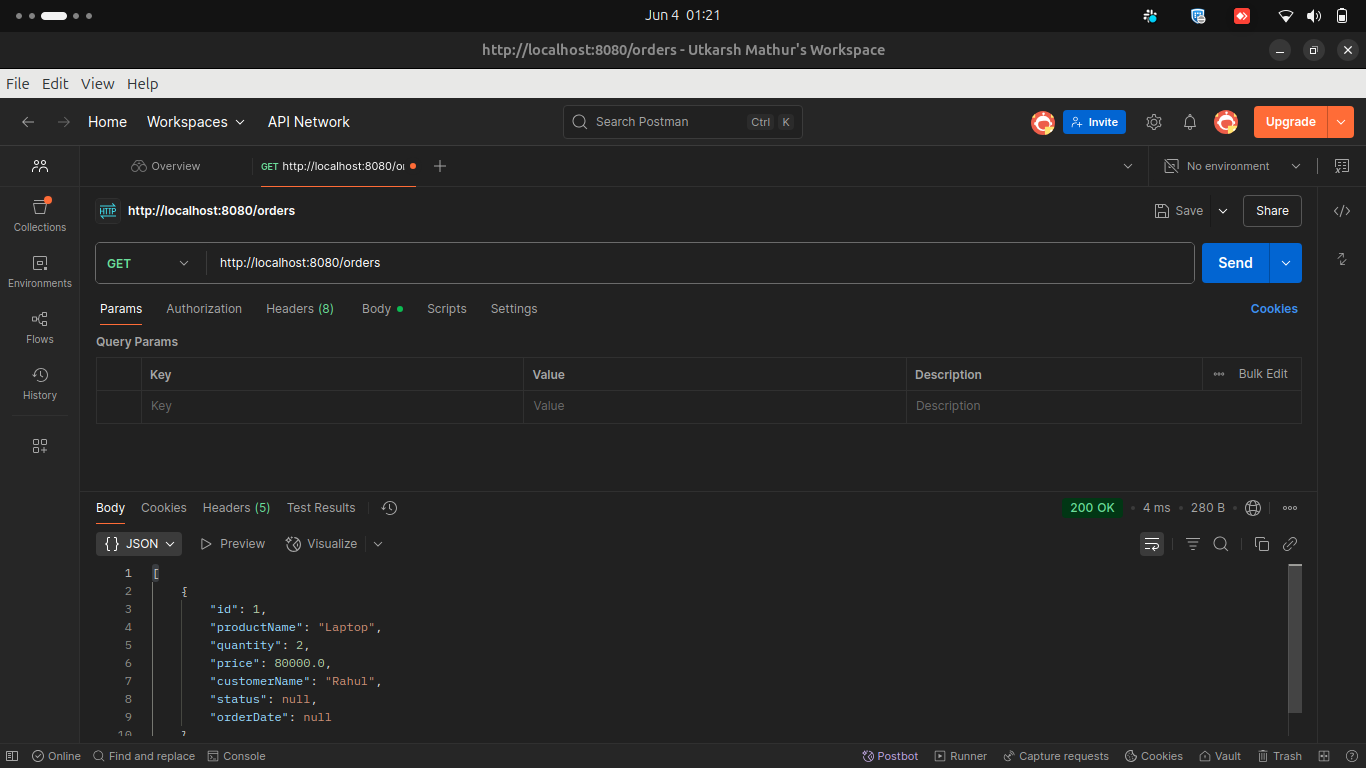 Jun 4 01:21
http://localhost:8080/orders - Utkarsh Mathur's Workspace
File Edit View Help
Home Workspaces API Network Search Postman Ctrl K Invite Upgrade
Overview GET http://localhost:8080/or No environment
Collections
Environments
Flows
History
HTTP http://localhost:8080/orders Save Share
GET http://localhost:8080/orders Send
Params Authorization Headers (8) Body Scripts Settings Cookies
Query Params
Key Value Description Bulk Edit
Key Value Description
Body Cookies Headers (5) Test Results 200 OK 4 ms 280 B
{ } JSON Preview Visualize
1 [
2 {
3 "id": 1,
4 "productName": "Laptop",
5 "quantity": 2,
6 "price": 80000.0,
7 "customerName": "Rahul",
8 "status": null,
9 "orderDate": null
10 }
Online Find and replace Console Postbot Runner Capture requests Cookies Vault Trash